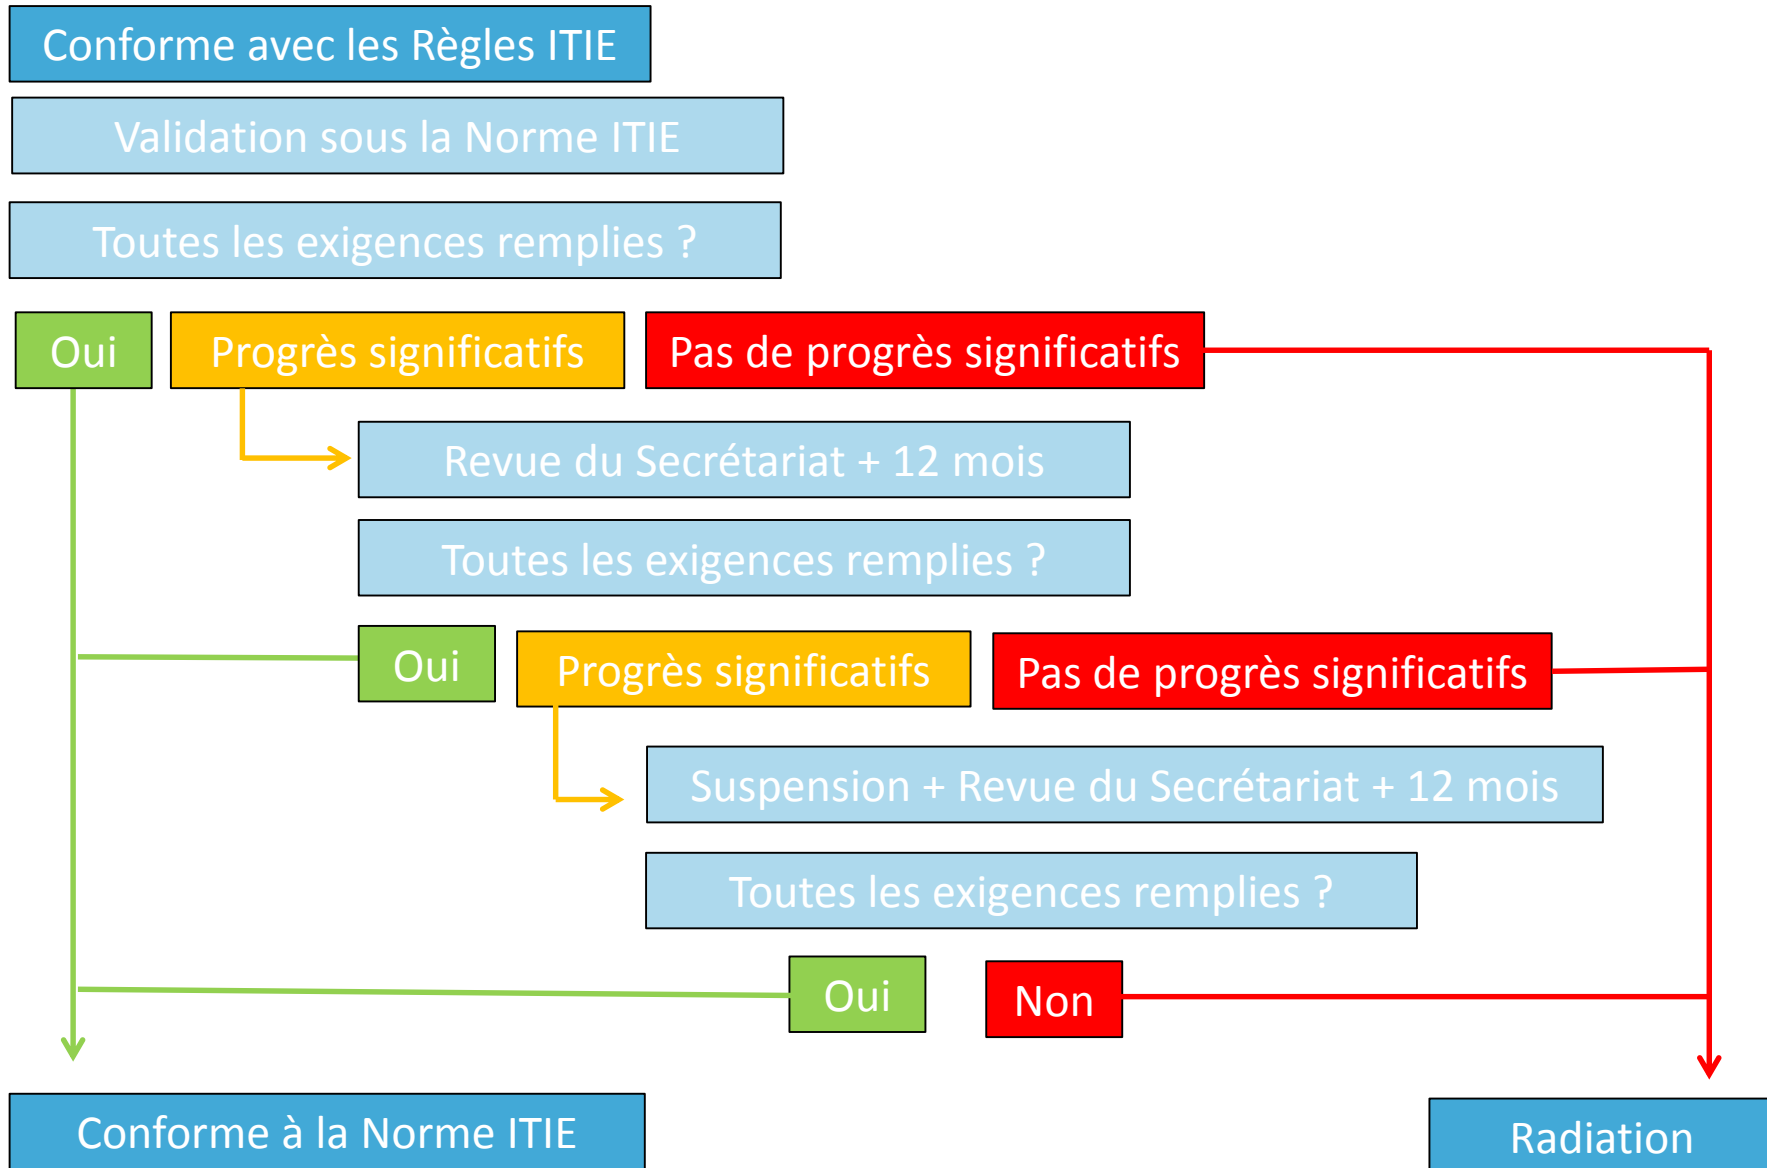 Conforme avec les Règles ITIE
Validation sous la Norme ITIE
Toutes les exigences remplies ?
Oui
Progrès significatifs
Pas de progrès significatifs
Revue du Secrétariat + 12 mois
Toutes les exigences remplies ?
Oui
Progrès significatifs
Pas de progrès significatifs
Suspension + Revue du Secrétariat + 12 mois
Toutes les exigences remplies ?
Oui
Non
Conforme à la Norme ITIE
Radiation